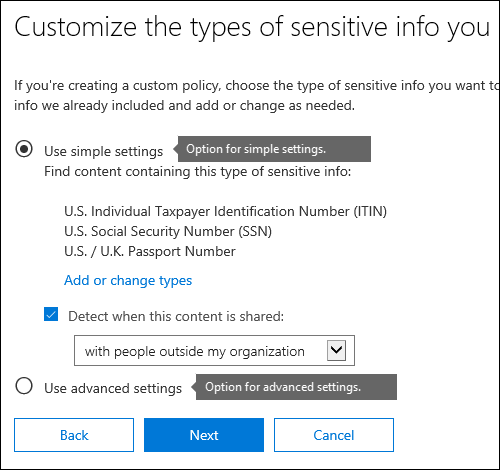 Customize the types of sensitive info you
If you're creating a custom policy, choose the type of sensitive info you want to
info we already included and add or change as needed.
Use simple settings Option for simple settings.
Find content containing this type of sensitive info:
U.S. Individual Taxpayer Identification Number (ITIN)
U.S. Social Security Number (SSN)
U.S. / U.K. Passport Number
Add or change types
Detect when this content is shared:
with people outside my organization
Use advanced settings Option for advanced settings.
Back Next Cancel